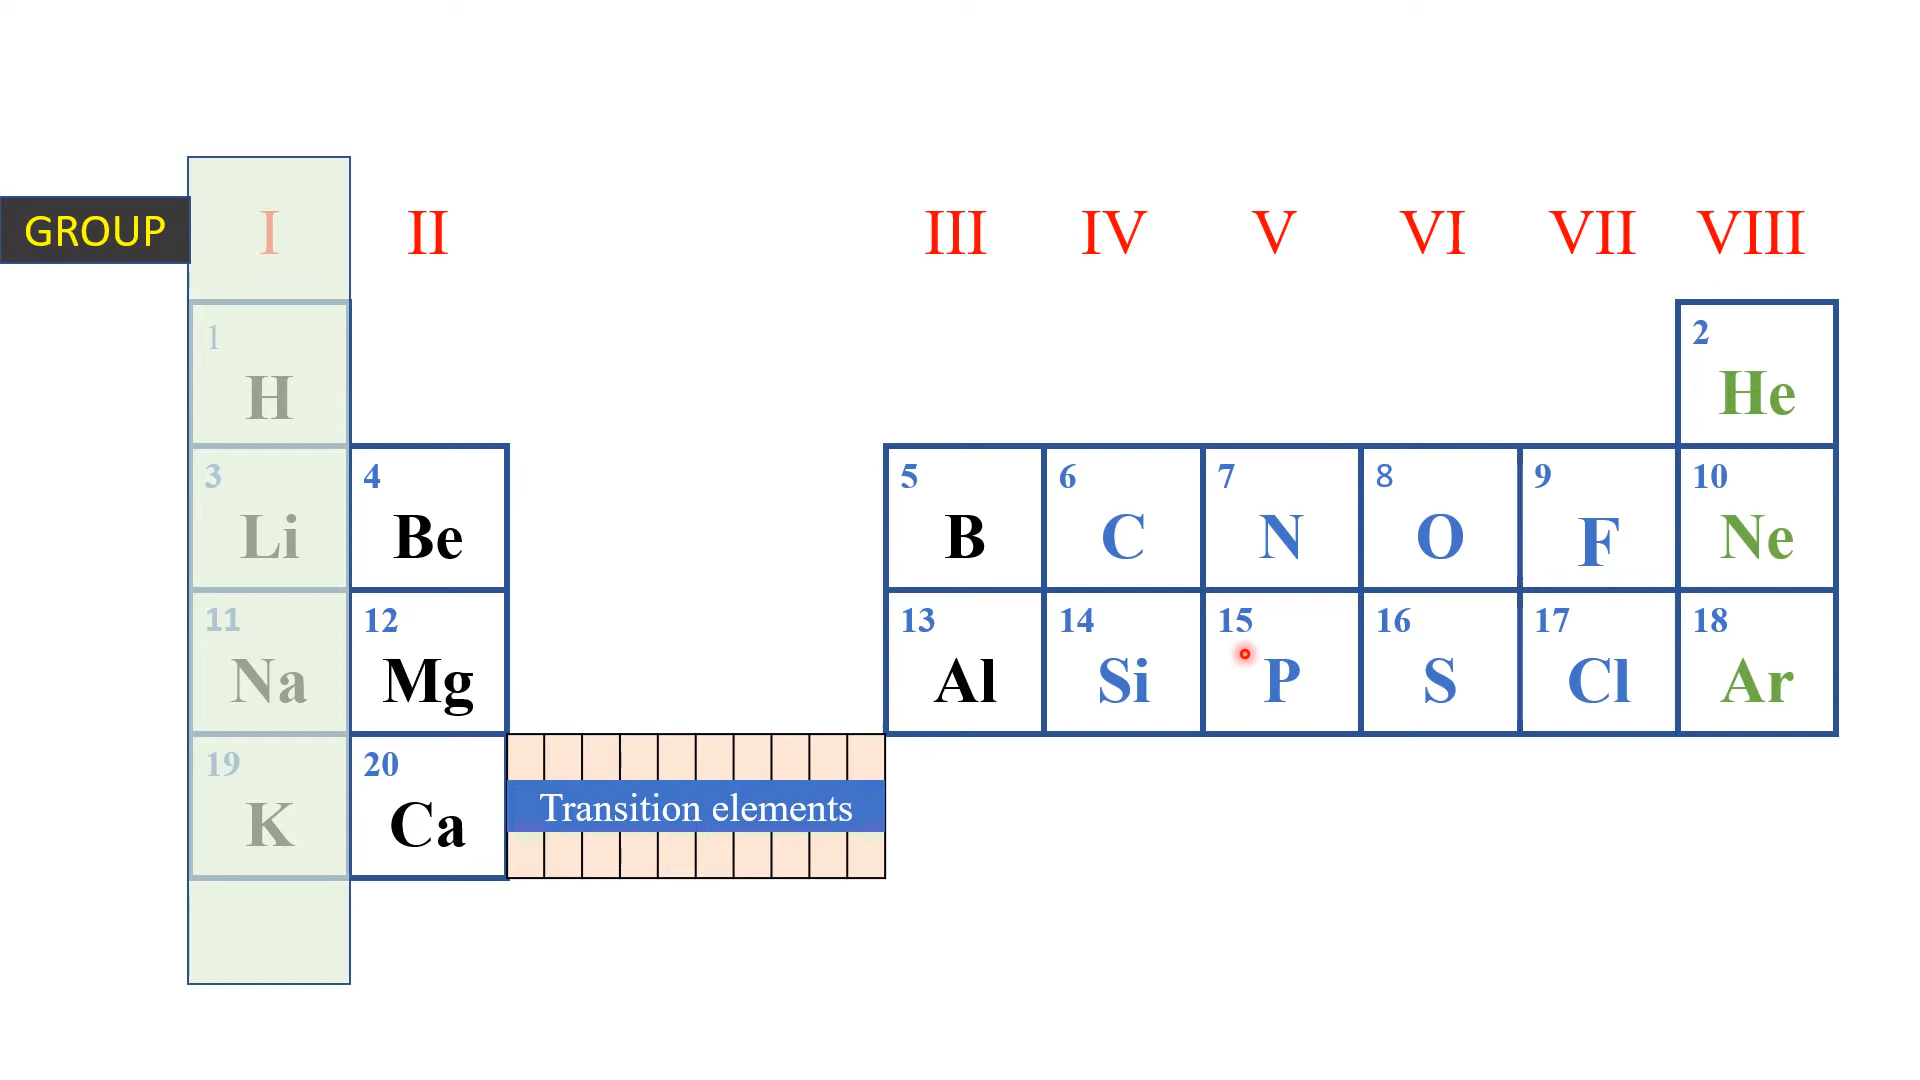 GROUP I II III IV V VI VII VIII
1 2
H He
3 4 5 6 7 8 9 10
Li Be B C N O F Ne
11 12 13 14 15 16 17 18
Na Mg Al Si P S Cl Ar
19 20
K Ca Transition elements